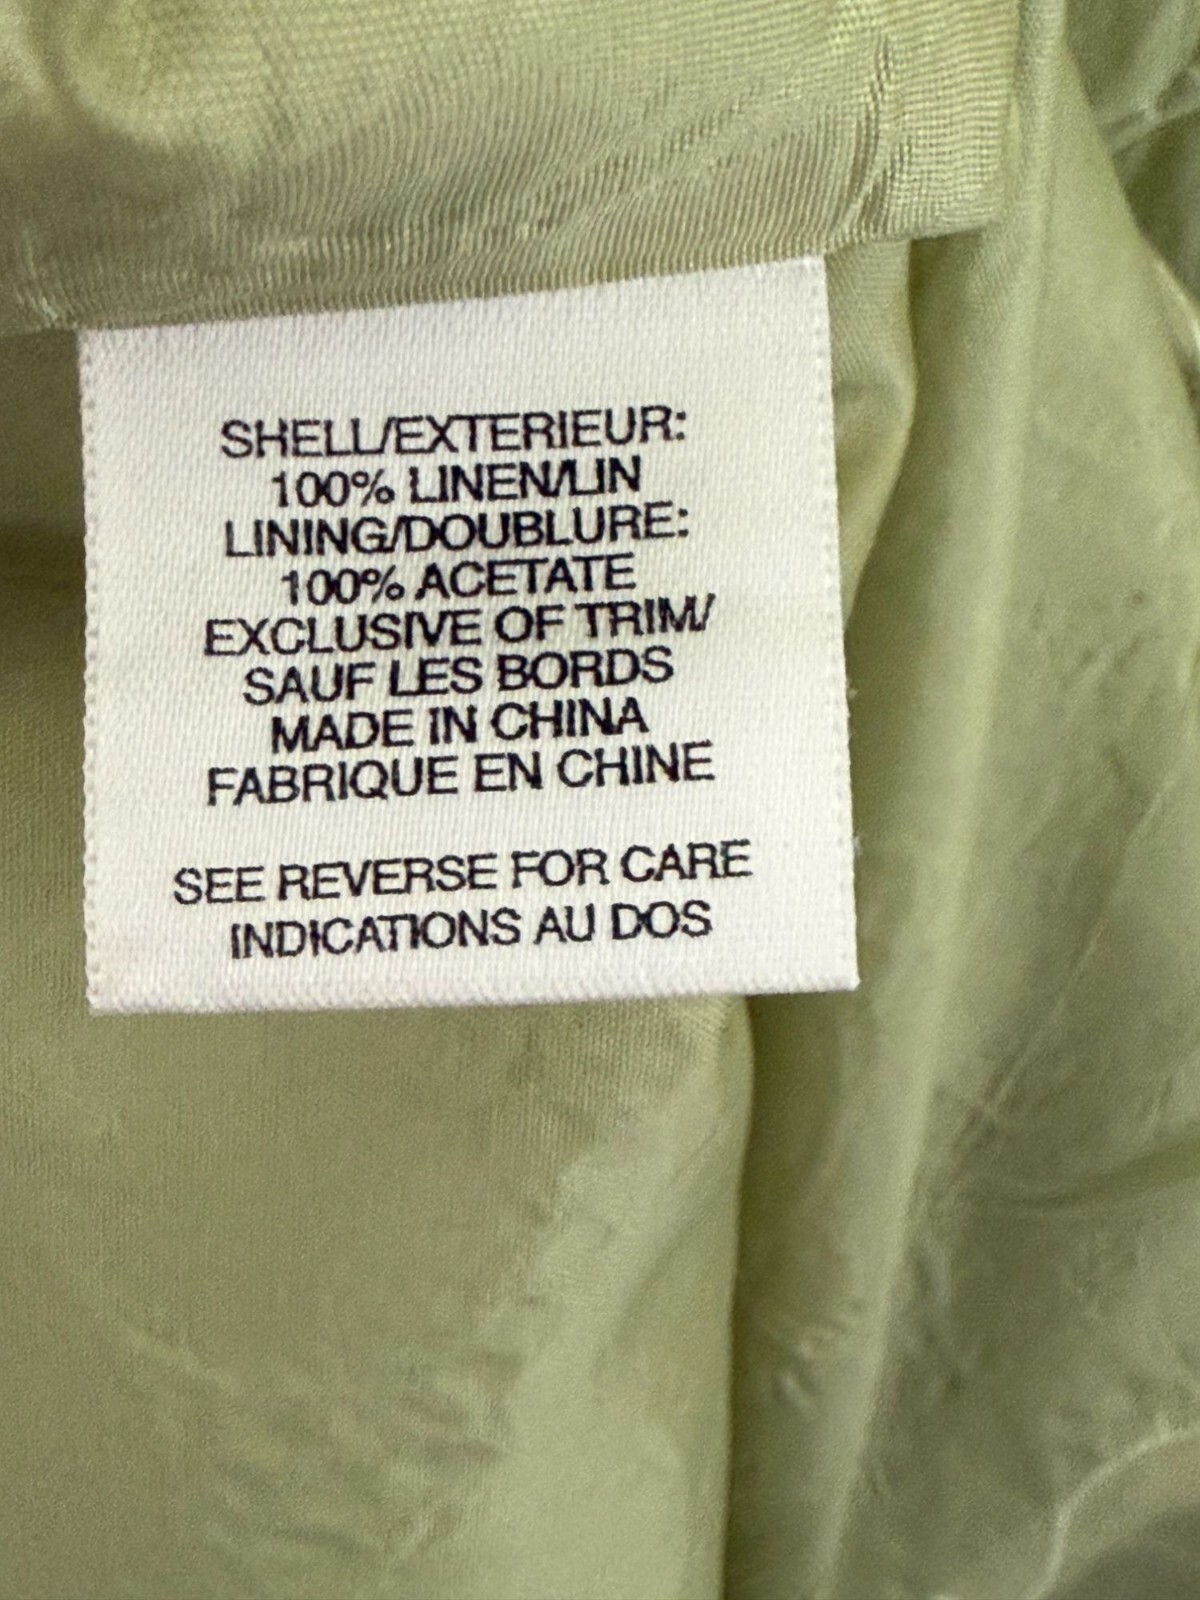 SHELL/EXTERIEUR:
100% LINEN/LIN
LINING/DOUBLURE:
100% ACETATE
EXCLUSIVE OF TRIM/
SAUF LES BORDS
MADE IN CHINA
FABRIQUE EN CHINE
SEE REVERSE FOR CARE
INDICATIONS AU DOS